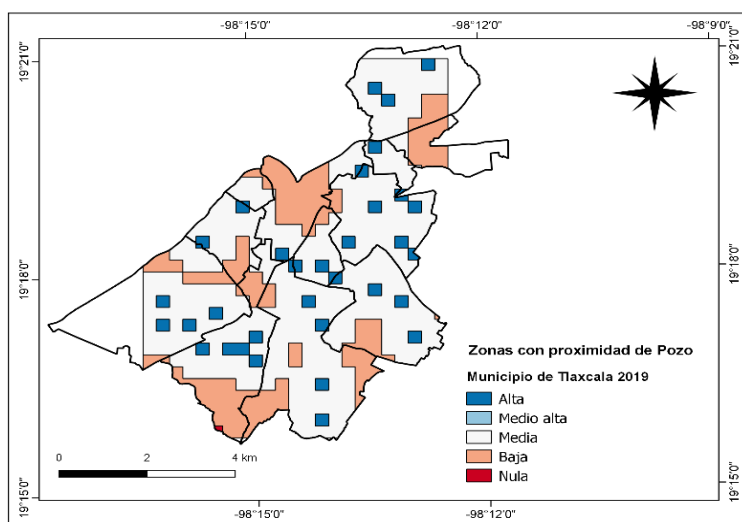 -98°15'0" -98°12'0" -98°9'0"
19°21'0" 19°21'0"
19°18'0" 19°18'0"
Zonas con proximidad de Pozo
Municipio de Tlaxcala 2019
Alta
Medio alta
Media
Baja
Nula
0 2 4 km
19°15'0" 19°15'0"
-98°15'0" -98°12'0"